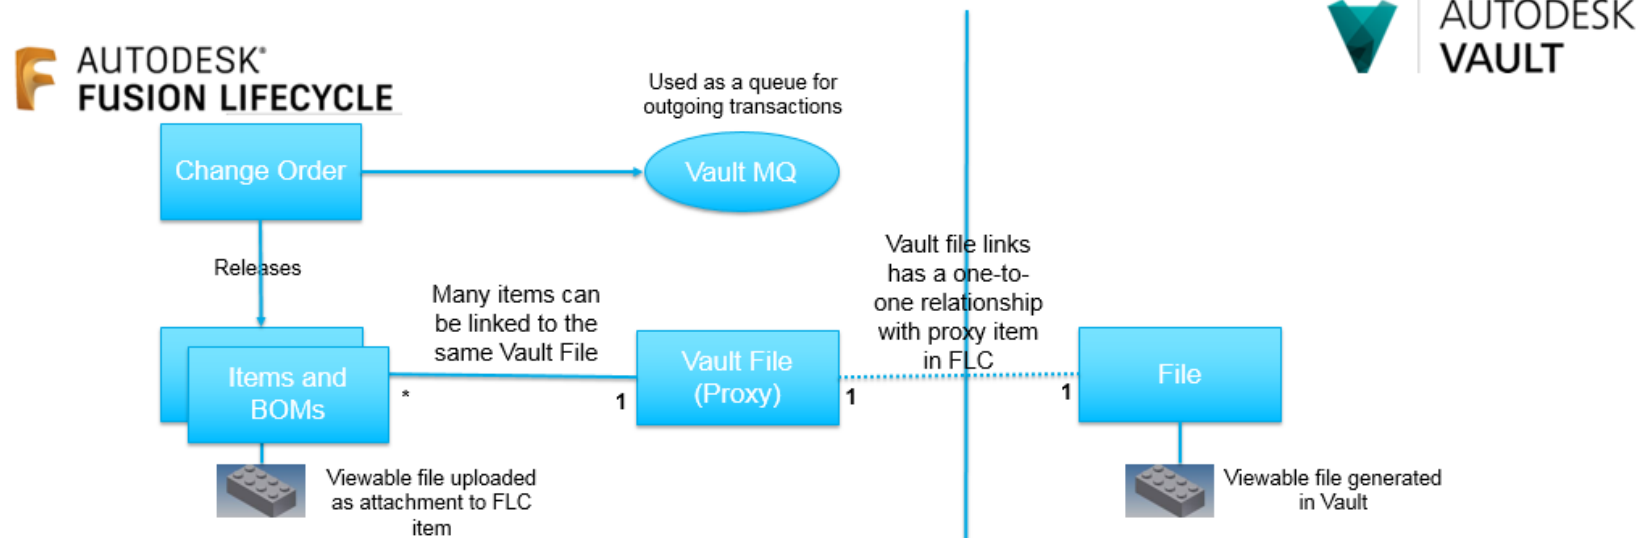 AUTODESK®
FUSION LIFECYCLE
AUTODESK
VAULT
Used as a queue for
outgoing transactions
Change Order
Vault MQ
Releases
Many items can
be linked to the
same Vault File
Vault file links
has a one-to-
one relationship
with proxy item
in FLC
Items and
BOMs
*
1
Vault File
(Proxy)
1
1
File
Viewable file uploaded
as attachment to FLC
item
Viewable file generated
in Vault